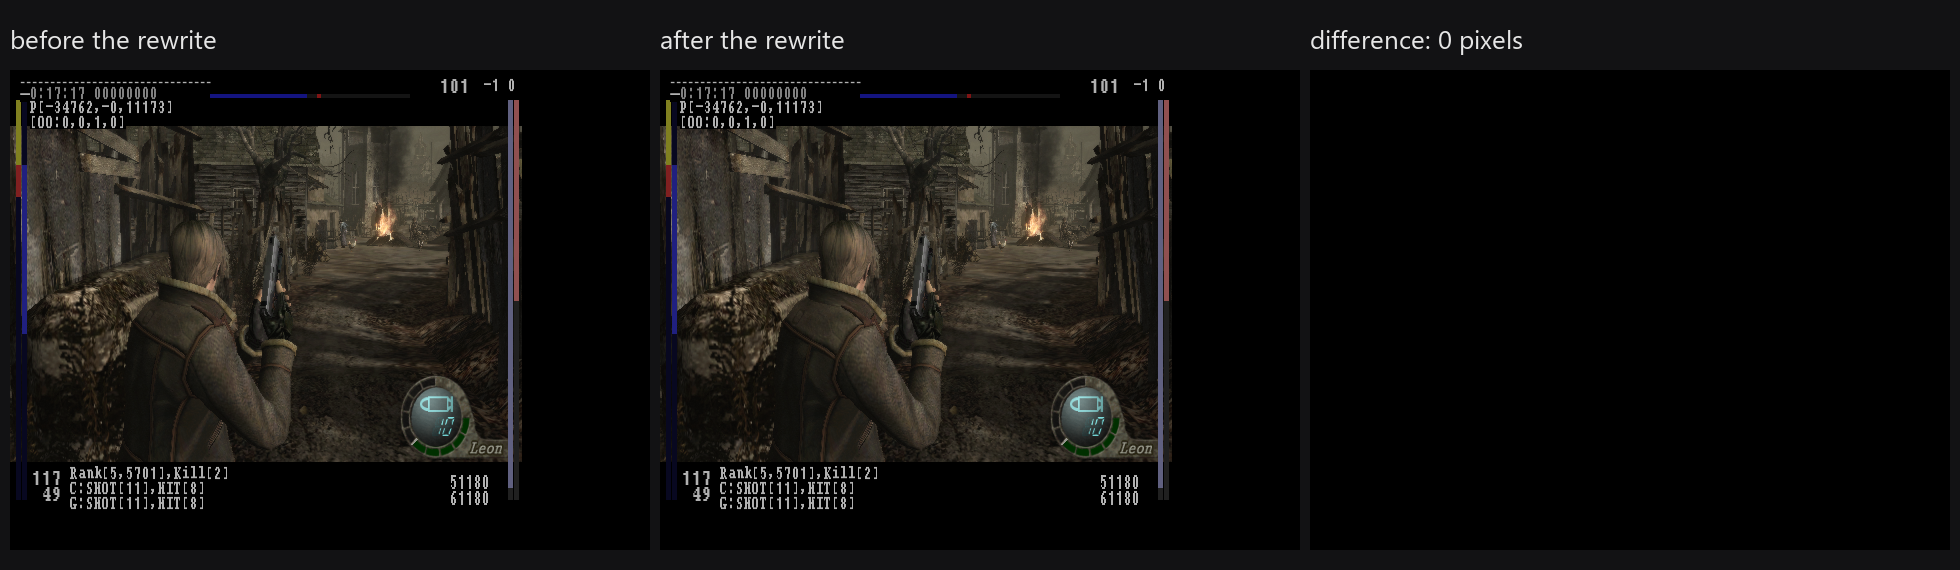 before the rewrite
after the rewrite
difference: 0 pixels
--------------------------------
—0:17:17 00000000
P[-34762,-0,11173]
[00:0,0,1,0]
101 -1 0
10
Leon
117
49
Rank[5,5701],Kill[2]
C:SHOT[11],HIT[8]
G:SHOT[11],HIT[8]
51180
61180
--------------------------------
—0:17:17 00000000
P[-34762,-0,11173]
[00:0,0,1,0]
101 -1 0
10
Leon
117
49
Rank[5,5701],Kill[2]
C:SHOT[11],HIT[8]
G:SHOT[11],HIT[8]
51180
61180